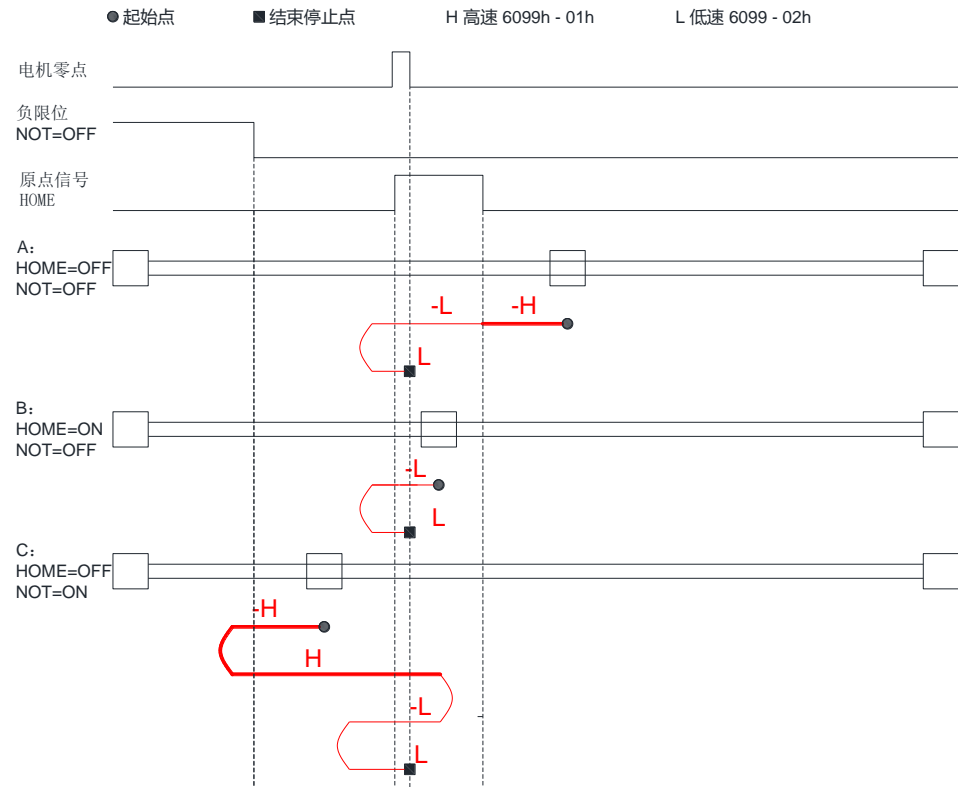 起始点 结束停止点 H 高速 6099h - 01h L 低速 6099 - 02h
电机零点
负限位
NOT=OFF
原点信号
HOME
A:
HOME=OFF
NOT=OFF
-L -H
L
B:
HOME=ON
NOT=OFF
-L
L
C:
HOME=OFF
NOT=ON
-H
H
-L
L